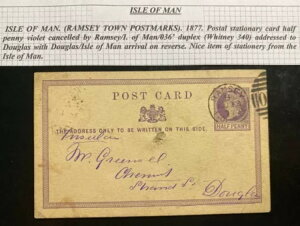 ISLE OF MAN
ISLE OF MAN. (RAMSEY TOWN POSTMARKS). 1877. Postal stationary card half
penny violet cancelled by Ramsey/I. of Man/036' duplex (Whitney 340) addressed to
Douglas with Douglas/Isle of Man arrival on reverse. Nice item of stationery from the
Isle of Man.
POST CARD
THE ADDRESS ONLY TO BE WRITTEN ON THIS SIDE.
HALF PENNY
Mr.
Chemist
Strand St.
Douglas